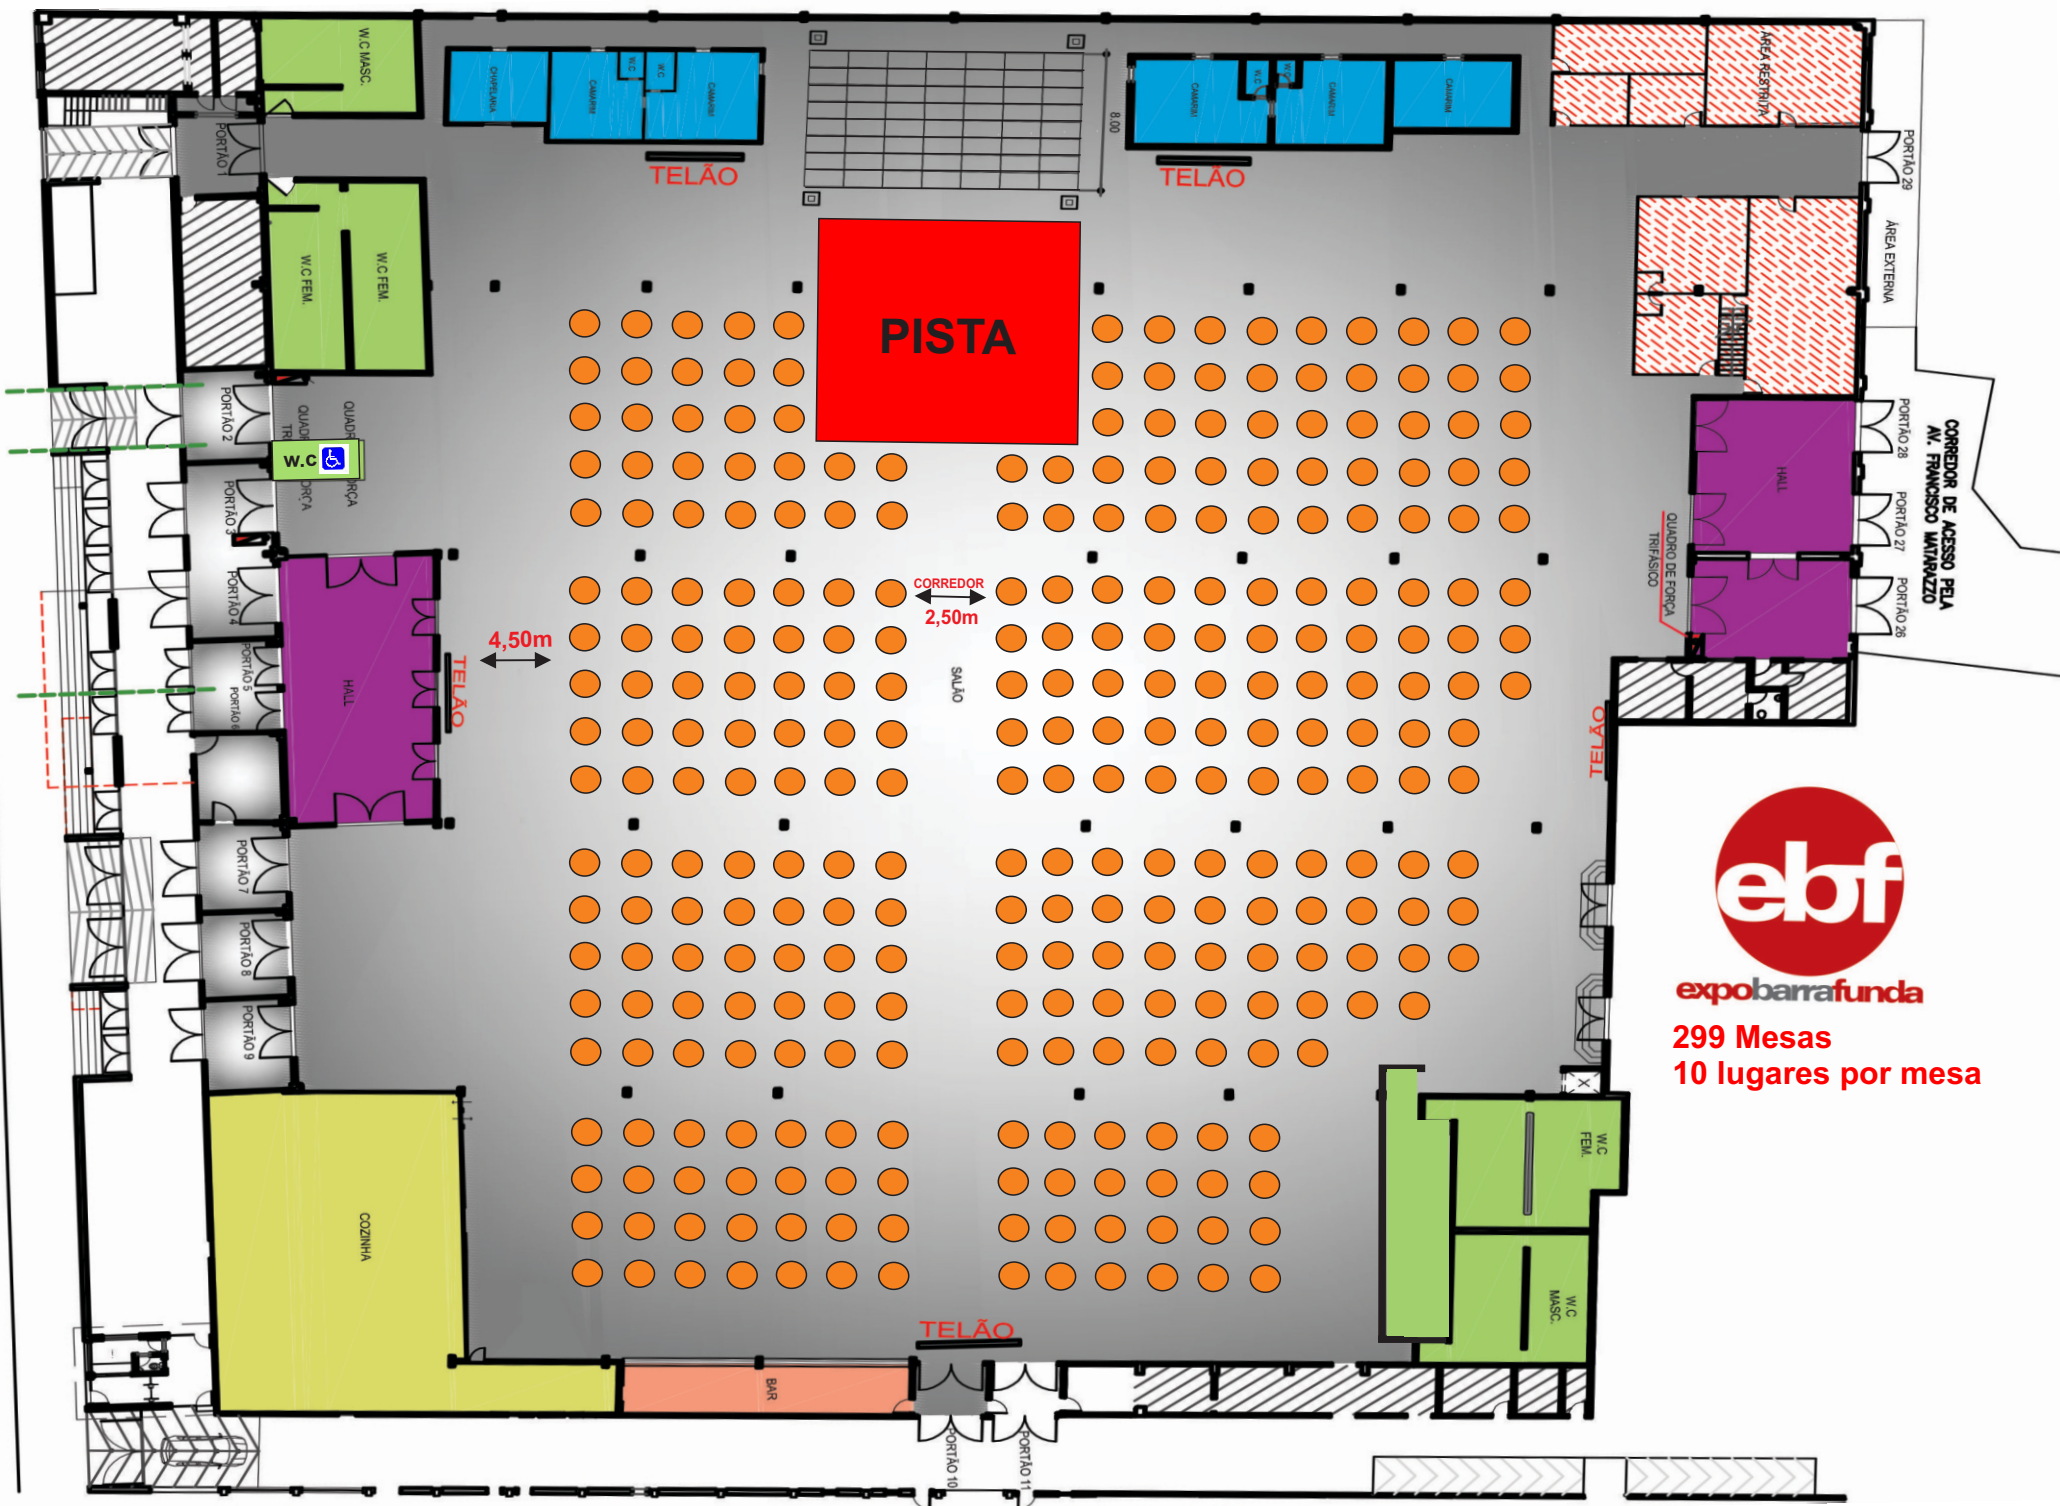 W.C MASC.
CHAPELARIA
CAMARIM
W.C
W.C
CAMARIM
TELÃO
8.00
CAMARIM
W.C
W.C
CAMARIM
CAMARIM
TELÃO
ÁREA RESTRITA
PORTÃO 29
ÁREA EXTERNA
PORTÃO 1
W.C FEM.
W.C FEM.
PISTA
PORTÃO 2
W.C
PORTÃO 3
PORTÃO 4
PORTÃO 5
PORTÃO 6
HALL
TELÃO
4,50m
CORREDOR
2,50m
SALÃO
HALL
PORTÃO 28
PORTÃO 27
PORTÃO 26
CORREDOR DE ACESSO PELA
AV. FRANCISCO MATARAZZO
QUADRO DE FORÇA
TRIFÁSICO
TELÃO
ebf
expobarrafunda
299 Mesas
10 lugares por mesa
PORTÃO 7
PORTÃO 8
PORTÃO 9
COZINHA
X
W.C
FEM.
W.C
MASC.
TELÃO
BAR
PORTÃO 10
PORTÃO 11